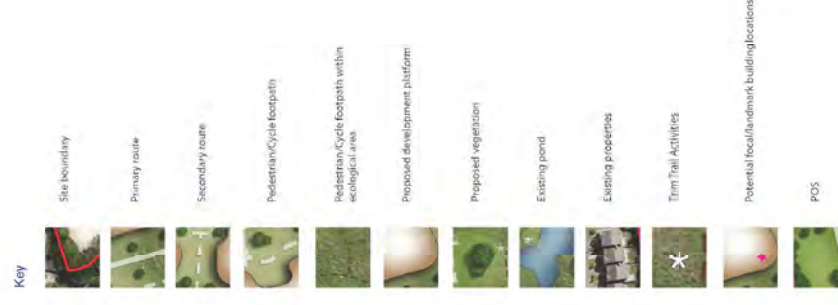 Key
Site boundary
Primary route
Secondary route
Pedestrian/Cycle footpath
Pedestrian/Cycle footpath within
ecological area
Proposed development platform
Proposed vegetation
Existing pond
Existing properties
Trim Trail Activities
Potential focal/landmark building locations
POS